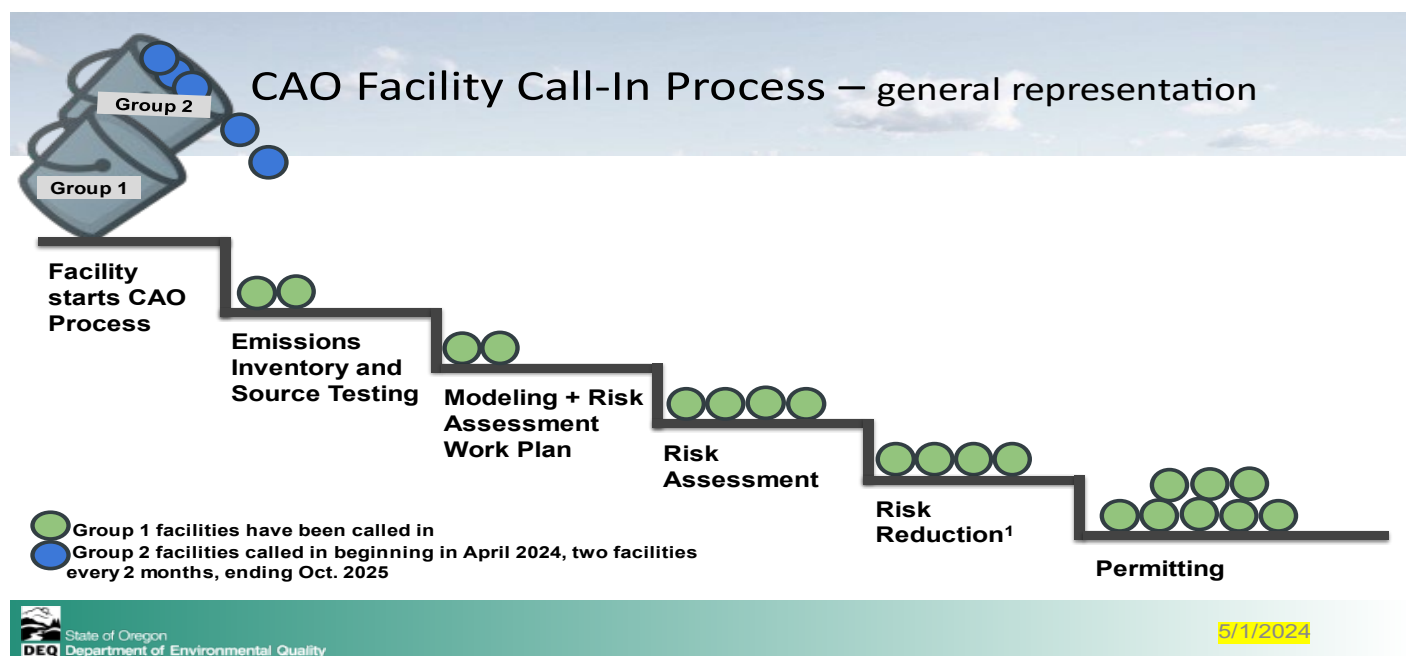 CAO Facility Call-In Process – general representation
Group 2
Group 1
Facility
starts CAO
Process
Emissions
Inventory and
Source Testing
Modeling + Risk
Assessment
Work Plan
Risk
Assessment
Risk
Reduction¹
Permitting
Group 1 facilities have been called in
Group 2 facilities called in beginning in April 2024, two facilities
every 2 months, ending Oct. 2025
State of Oregon
DEQ Department of Environmental Quality
5/1/2024